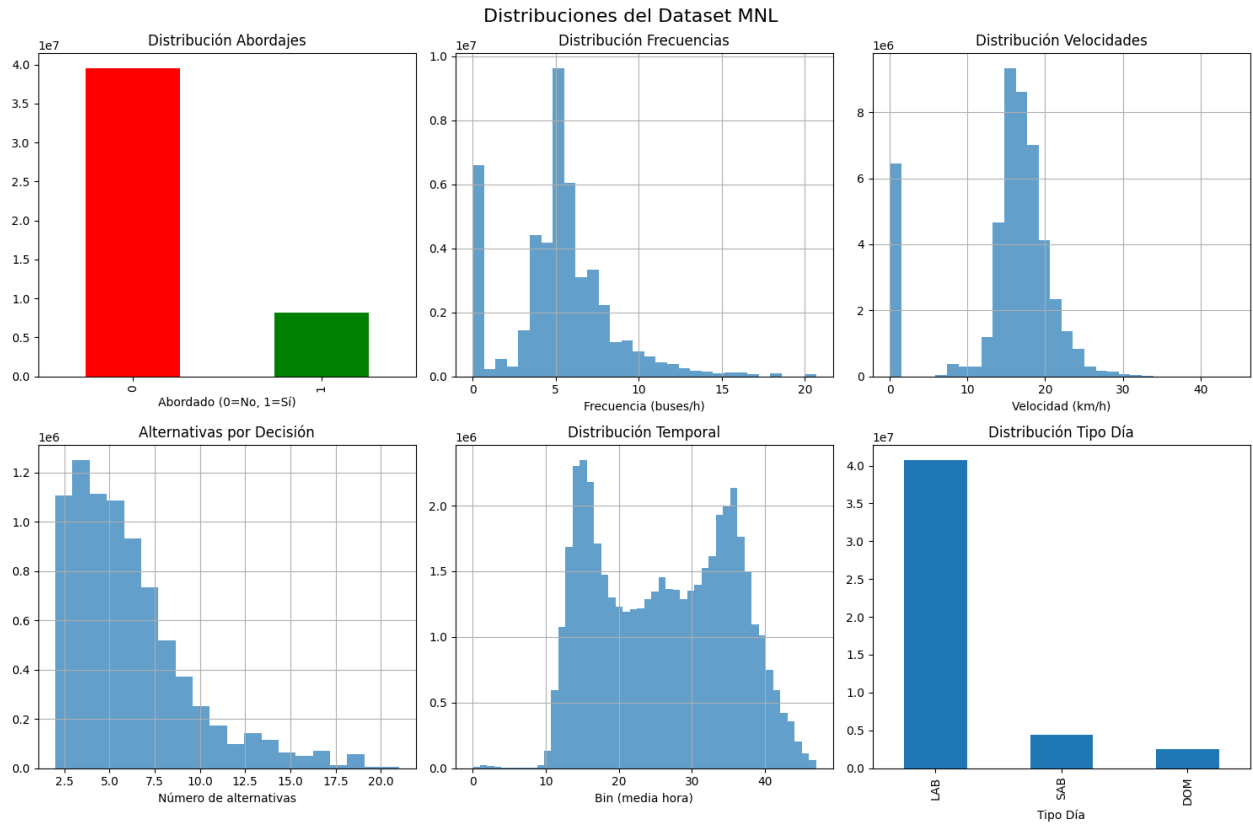 Distribuciones del Dataset MNL
Distribución Abordajes
1e7
4.0
3.5
3.0
2.5
2.0
1.5
1.0
0.5
0.0
0
1
Abordado (0=No, 1=Sí)
Distribución Frecuencias
1e7
1.0
0.8
0.6
0.4
0.2
0.0
0 5 10 15 20
Frecuencia (buses/h)
Distribución Velocidades
1e6
8
6
4
2
0
0 10 20 30 40
Velocidad (km/h)
Alternativas por Decisión
1e6
1.2
1.0
0.8
0.6
0.4
0.2
0.0
2.5 5.0 7.5 10.0 12.5 15.0 17.5 20.0
Número de alternativas
Distribución Temporal
1e6
2.0
1.5
1.0
0.5
0.0
0 10 20 30 40
Bin (media hora)
Distribución Tipo Día
1e7
4.0
3.5
3.0
2.5
2.0
1.5
1.0
0.5
0.0
LAB
SAB
DOM
Tipo Día